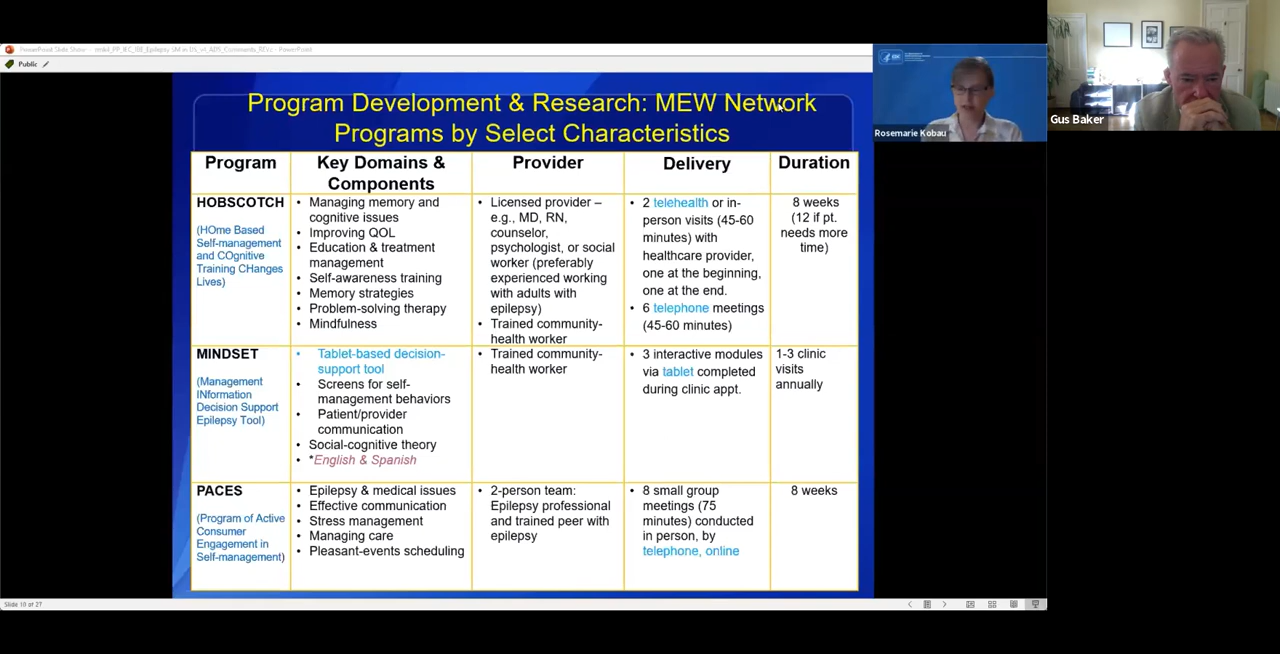 Public
Program Development & Research: MEW Network
Programs by Select Characteristics
Program
Key Domains &
Components
Provider
Delivery
Duration
HOBSCOTCH
(HOme Based
Self-management
and COgnitive
Training CHanges
Lives)
• Managing memory and
cognitive issues
• Improving QOL
• Education & treatment
management
• Self-awareness training
• Memory strategies
• Problem-solving therapy
• Mindfulness
• Licensed provider –
e.g., MD, RN,
counselor,
psychologist, or social
worker (preferably
experienced working
with adults with
epilepsy)
• Trained community-
health worker
• 2 telehealth or in-
person visits (45-60
minutes) with
healthcare provider,
one at the beginning,
one at the end.
• 6 telephone meetings
(45-60 minutes)
8 weeks
(12 if pt.
needs more
time)
MINDSET
(Management
INformation
Decision Support
Epilepsy Tool)
• Tablet-based decision-
support tool
• Screens for self-
management behaviors
• Patient/provider
communication
• Social-cognitive theory
• *English & Spanish
• Trained community-
health worker
• 3 interactive modules
via tablet completed
during clinic appt.
1-3 clinic
visits
annually
PACES
(Program of Active
Consumer
Engagement in
Self-management)
• Epilepsy & medical issues
• Effective communication
• Stress management
• Managing care
• Pleasant-events scheduling
• 2-person team:
Epilepsy professional
and trained peer with
epilepsy
• 8 small group
meetings (75
minutes) conducted
in person, by
telephone, online
8 weeks
Slide 10 of 27
Rosemarie Kobau
Gus Baker